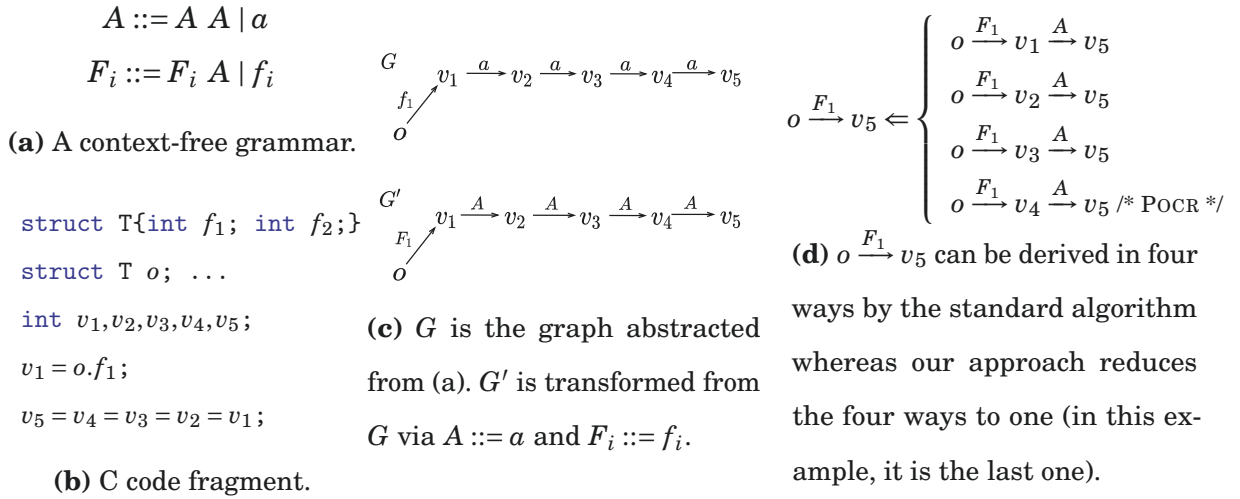 A ::= A A | a
F_i ::= F_i A | f_i
(a) A context-free grammar.
struct T{int f_1; int f_2;}
struct T o; ...
int v_1,v_2,v_3,v_4,v_5;
v_1 = o.f_1;
v_5 = v_4 = v_3 = v_2 = v_1;
(b) C code fragment.
G
v_1 a v_2 a v_3 a v_4 a v_5
f_1
o
G'
v_1 A v_2 A v_3 A v_4 A v_5
F_1
o
(c) G is the graph abstracted
from (a). G' is transformed from
G via A ::= a and F_i ::= f_i.
o F_1→ v_1 A→ v_5
o F_1→ v_2 A→ v_5
o F_1→ v_5 ⇐ {
o F_1→ v_3 A→ v_5
o F_1→ v_4 A→ v_5 /* POCR */
(d) o F_1→ v_5 can be derived in four
ways by the standard algorithm
whereas our approach reduces
the four ways to one (in this ex-
ample, it is the last one).